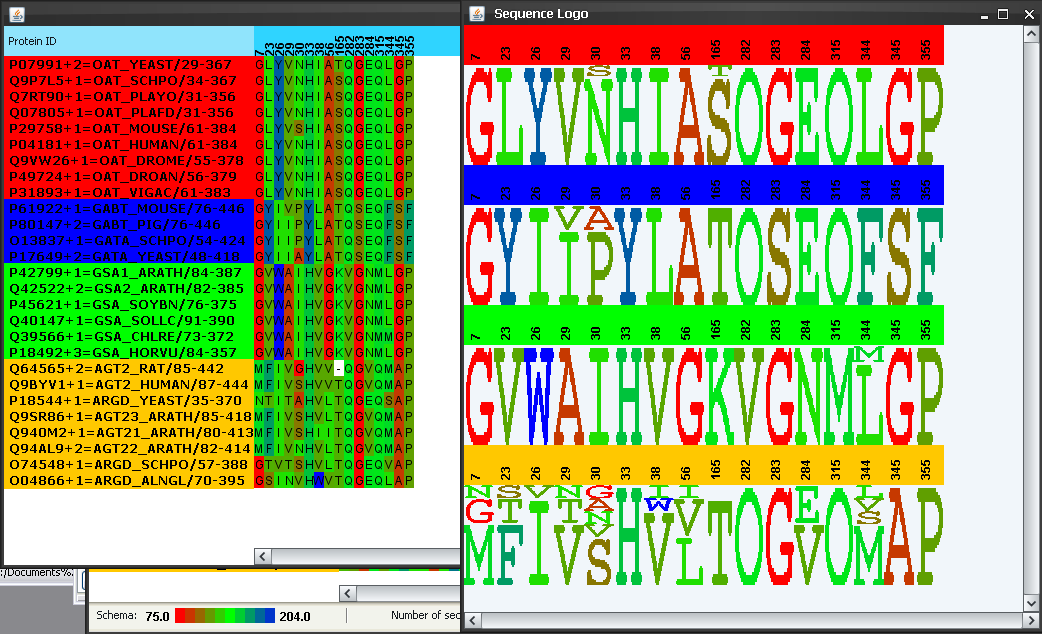 Sequence Logo
Protein ID
7 23 26 29 30 33 38 56 165 282 283 284 315 344 345 355
P07991+2=OAT_YEAST/29-367 GLYVNHIASQGEQLGP
Q9P7L5+1=OAT_SCHPO/34-367 GLYVNHIASQGEQLGP
Q7RT90+1=OAT_PLAYO/31-356 GLYVNHIASQGEQLGP
Q07805+1=OAT_PLAFD/31-356 GLYVNHIASQGEQLGP
P29758+1=OAT_MOUSE/61-384 GLYVSHIASQGEQLGP
P04181+1=OAT_HUMAN/61-384 GLYVNHIASQGEQLGP
Q9VW26+1=OAT_DROME/55-378 GLYVNHIASQGEQLGP
P49724+1=OAT_DROAN/56-379 GLYVNHIASQGEQLGP
P31893+1=OAT_VIGAC/61-383 GLYVNHIASQGEQLGP
P61922+1=GABT_MOUSE/76-446 GYIVPYLATQSEQFSF
P80147+1=GABT_PIG/76-446 GYIVPYLATQSEQFSF
O13837+1=GATA_SCHPO/54-424 GYIIPYLATQSEQFSF
P17649+2=GATA_YEAST/48-418 GYIIAYLATQSEQFSF
P42799+1=GSA1_ARATH/84-387 GVWAIHVGKVGNMLGP
Q42522+2=GSA2_ARATH/82-385 GVWAIHVGKVGNMLGP
P45621+1=GSA_SOYBN/76-375 GVWAIHVGKVGNMLGP
Q40147+1=GSA_SOLLC/91-390 GVWAIHVGKVGNMLGP
Q39566+1=GSA_CHLRE/73-372 GVWAIHVGKVGNMMGP
P18492+3=GSA_HORVU/84-357 GVWAIHVGKVGNMLGP
Q64565+2=AGT2_RAT/85-442 MFIVGHVV-QGVQMAP
Q9BYV1+1=AGT2_HUMAN/87-444 MFIVSHVVTQGVQMAP
P18544+1=ARGD_YEAST/35-370 NTITAHVLTQGEQSAP
Q9SR86+1=AGT23_ARATH/85-418 MFIVSHVLTQGVQMAP
Q940M2+1=AGT21_ARATH/80-413 MFIVSHIITQGVQMAP
Q94AL9+2=AGT22_ARATH/82-414 MFIVNHVLTQGVQMAP
O74548+1=ARGD_SCHPO/57-388 GTVTSHVLTQGEQVAP
O04866+1=ARGD_ALNGL/70-395 GSINVHWVTQGEQLAP
7 23 26 29 30 33 38 56 165 282 283 284 315 344 345 355
S T
GLYVNHIASQGEQLGP
7 23 26 29 30 33 38 56 165 282 283 284 315 344 345 355
V A
GYIIPYLATQSEQFSF
7 23 26 29 30 33 38 56 165 282 283 284 315 344 345 355
M
GVWAIHVGKVGNMLGP
7 23 26 29 30 33 38 56 165 282 283 284 315 344 345 355
MFIVSHVLTQGVQMAP
:/Documents%
Schema: 75.0 204.0
Number of sec